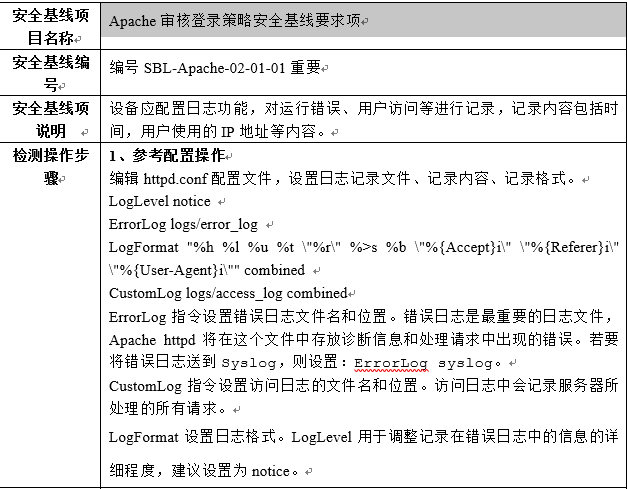 安全基线项
目名称
Apache 审核登录策略安全基线要求项
安全基线编
号
编号 SBL-Apache-02-01-01 重要
安全基线项
说明
设备应配置日志功能，对运行错误、用户访问等进行记录，记录内容包括时
间，用户使用的 IP 地址等内容。
检测操作步
骤
1、参考配置操作
编辑 httpd.conf 配置文件，设置日志记录文件、记录内容、记录格式。
LogLevel notice
ErrorLog logs/error_log
LogFormat "%h %l %u %t \"%r\" %>s %b \"%{Accept}i\" \"%{Referer}i\"
\"%{User-Agent}i\"" combined
CustomLog logs/access_log combined
ErrorLog 指令设置错误日志文件名和位置。错误日志是最重要的日志文件，
Apache httpd 将在这个文件中存放诊断信息和处理请求中出现的错误。若要
将错误日志送到 Syslog，则设置：ErrorLog syslog。
CustomLog 指令设置访问日志的文件名和位置。访问日志中会记录服务器所
处理的所有请求。
LogFormat 设置日志格式。LogLevel 用于调整记录在错误日志中的信息的详
细程度，建议设置为 notice。